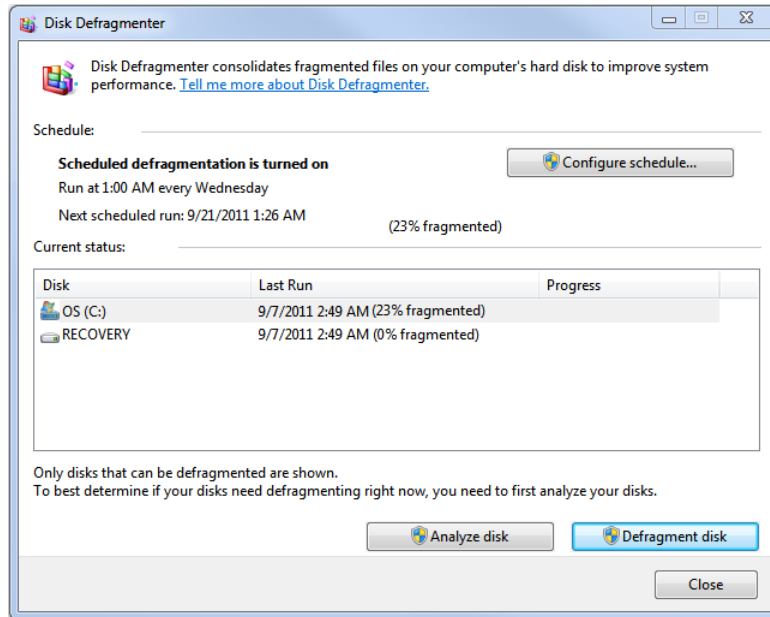 Disk Defragmenter
Disk Defragmenter consolidates fragmented files on your computer's hard disk to improve system
performance. Tell me more about Disk Defragmenter.
Schedule:
Scheduled defragmentation is turned on
Configure schedule...
Run at 1:00 AM every Wednesday
Next scheduled run: 9/21/2011 1:26 AM
(23% fragmented)
Current status:
Disk Last Run Progress
OS (C:) 9/7/2011 2:49 AM (23% fragmented)
RECOVERY 9/7/2011 2:49 AM (0% fragmented)
Only disks that can be defragmented are shown.
To best determine if your disks need defragmenting right now, you need to first analyze your disks.
Analyze disk Defragment disk
Close